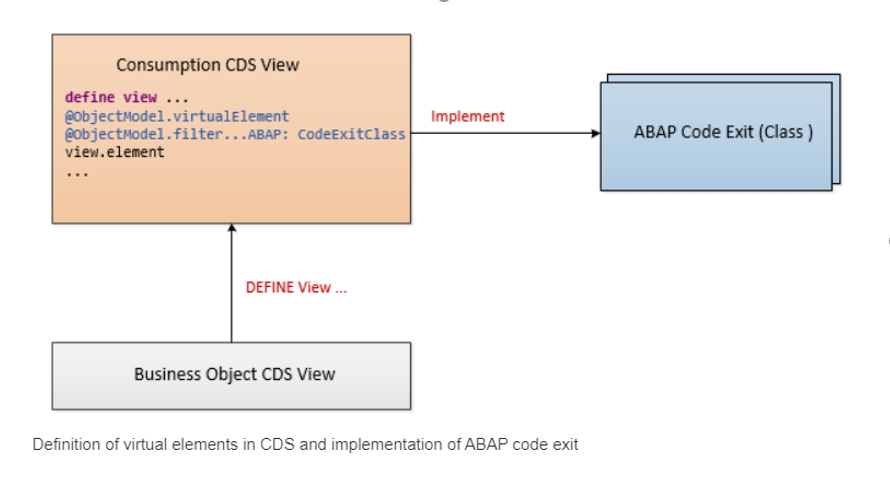 Consumption CDS View
define view ...
@ObjectModel.virtualElement
@ObjectModel.filter...ABAP: CodeExitClass
view.element
...
Implement
ABAP Code Exit (Class )
DEFINE View ...
Business Object CDS View
Definition of virtual elements in CDS and implementation of ABAP code exit